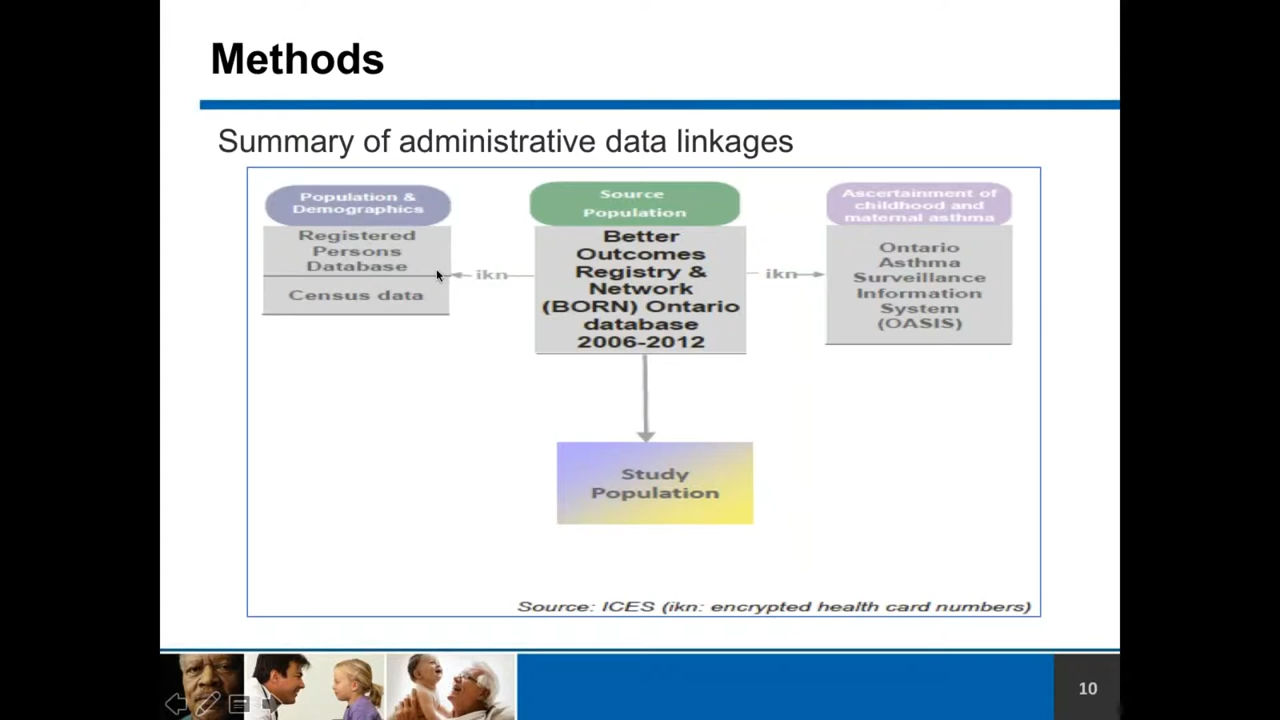 Methods
Summary of administrative data linkages
Population &
Demographics
Registered
Persons
Database
Census data
ikn
Source
Population
Better
Outcomes
Registry &
Network
(BORN) Ontario
database
2006-2012
ikn
Ascertainment of
childhood and
maternal asthma
Ontario
Asthma
Surveillance
Information
System
(OASIS)
Study
Population
Source: ICES (ikn: encrypted health card numbers)
10